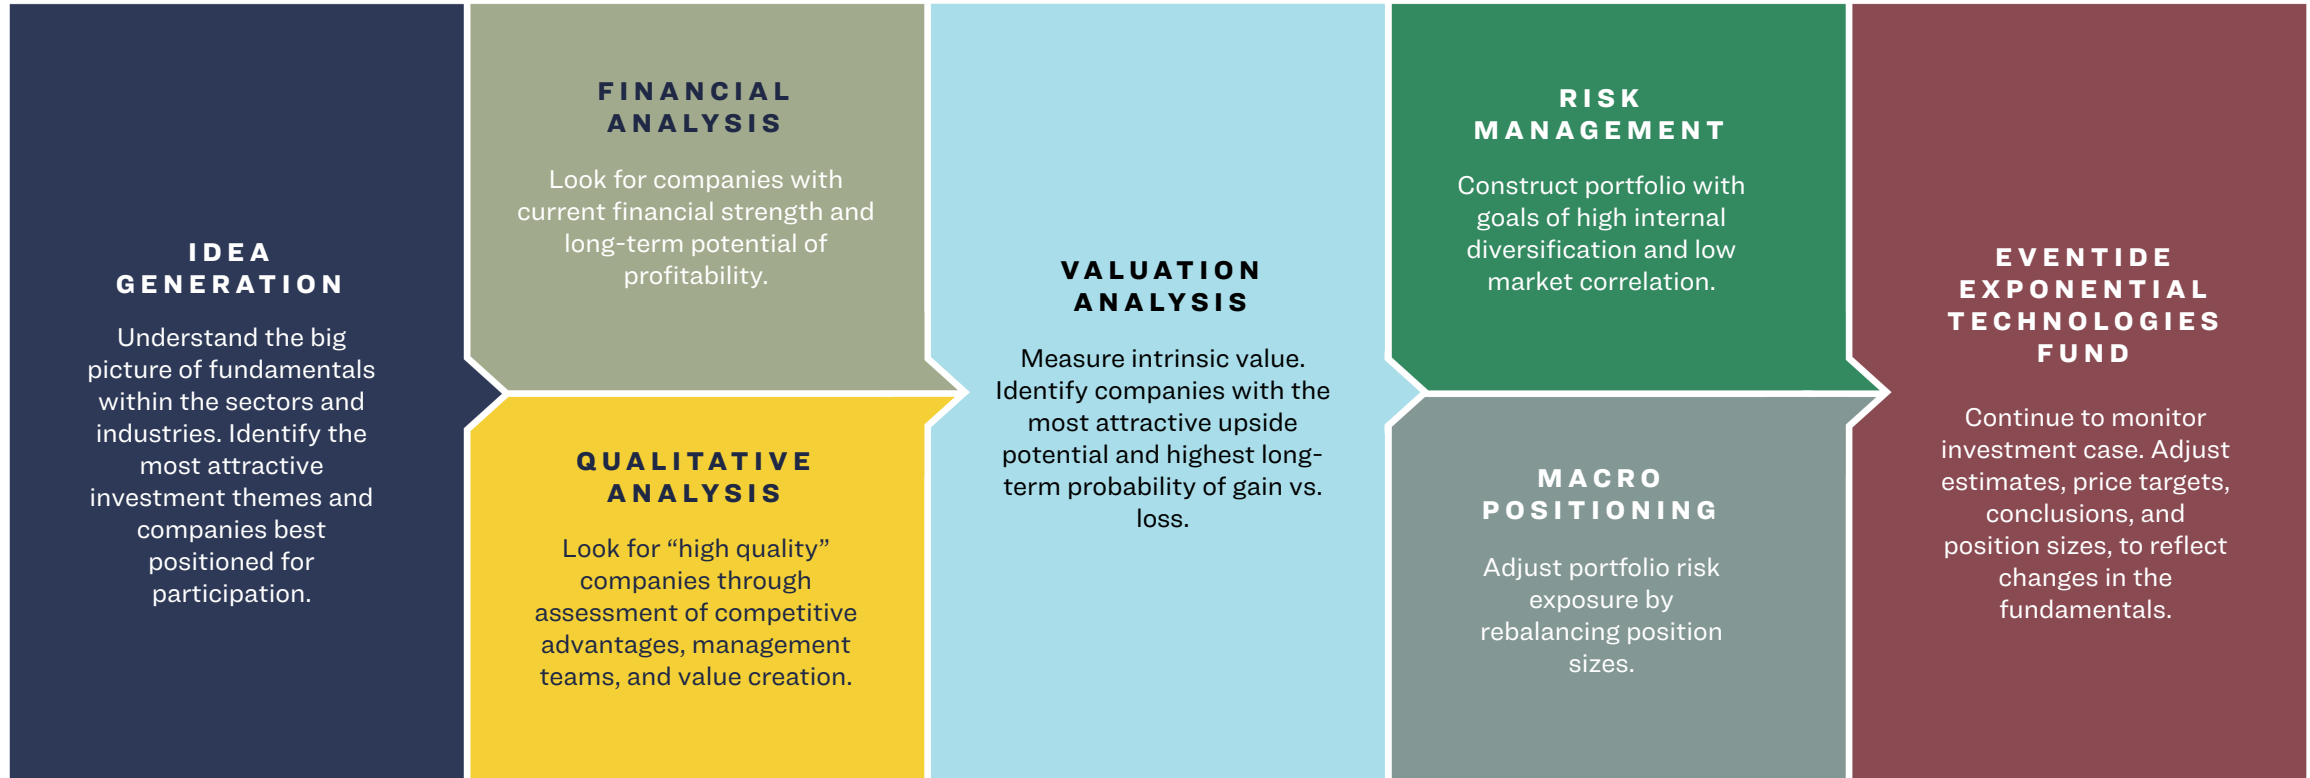 IDEA
GENERATION
Understand the big
picture of fundamentals
within the sectors and
industries. Identify the
most attractive
investment themes and
companies best
positioned for
participation.
FINANCIAL
ANALYSIS
Look for companies with
current financial strength and
long-term potential of
profitability.
QUALITATIVE
ANALYSIS
Look for “high quality”
companies through
assessment of competitive
advantages, management
teams, and value creation.
VALUATION
ANALYSIS
Measure intrinsic value.
Identify companies with the
most attractive upside
potential and highest long-
term probability of gain vs.
loss.
RISK
MANAGEMENT
Construct portfolio with
goals of high internal
diversification and low
market correlation.
MACRO
POSITIONING
Adjust portfolio risk
exposure by
rebalancing position
sizes.
EVENTIDE
EXPONENTIAL
TECHNOLOGIES
FUND
Continue to monitor
investment case. Adjust
estimates, price targets,
conclusions, and
position sizes, to reflect
changes in the
fundamentals.